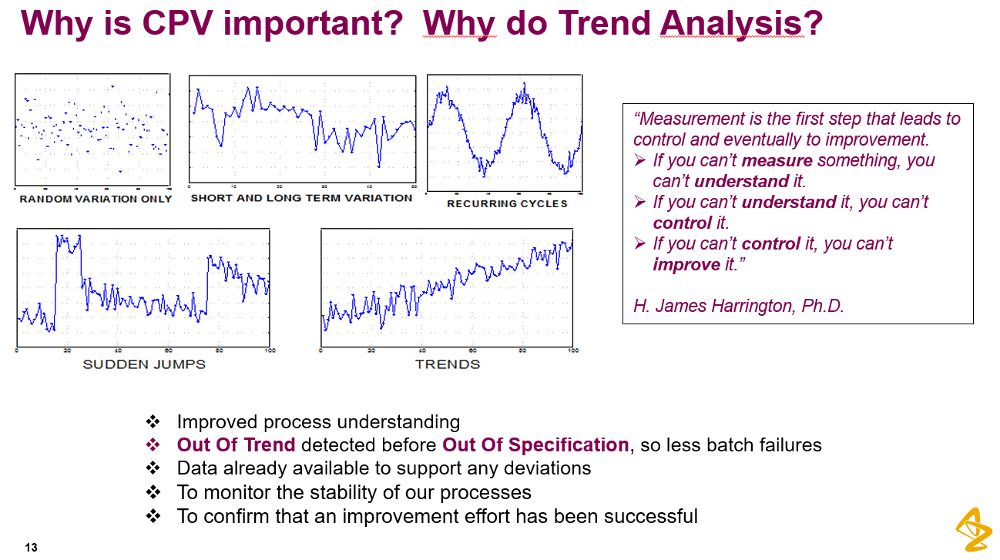 Why is CPV important?  Why do Trend Analysis?
RANDOM VARIATION ONLY
0 10 20 30 40 50
SHORT AND LONG TERM VARIATION
RECURRING CYCLES
0 20 40 60 80 100
SUDDEN JUMPS
0 20 40 60 80 100
TRENDS
“Measurement is the first step that leads to
control and eventually to improvement.
➢ If you can’t measure something, you
can’t understand it.
➢ If you can’t understand it, you can’t
control it.
➢ If you can’t control it, you can’t
improve it.”
H. James Harrington, Ph.D.
❖ Improved process understanding
❖ Out Of Trend detected before Out Of Specification, so less batch failures
❖ Data already available to support any deviations
❖ To monitor the stability of our processes
❖ To confirm that an improvement effort has been successful
13